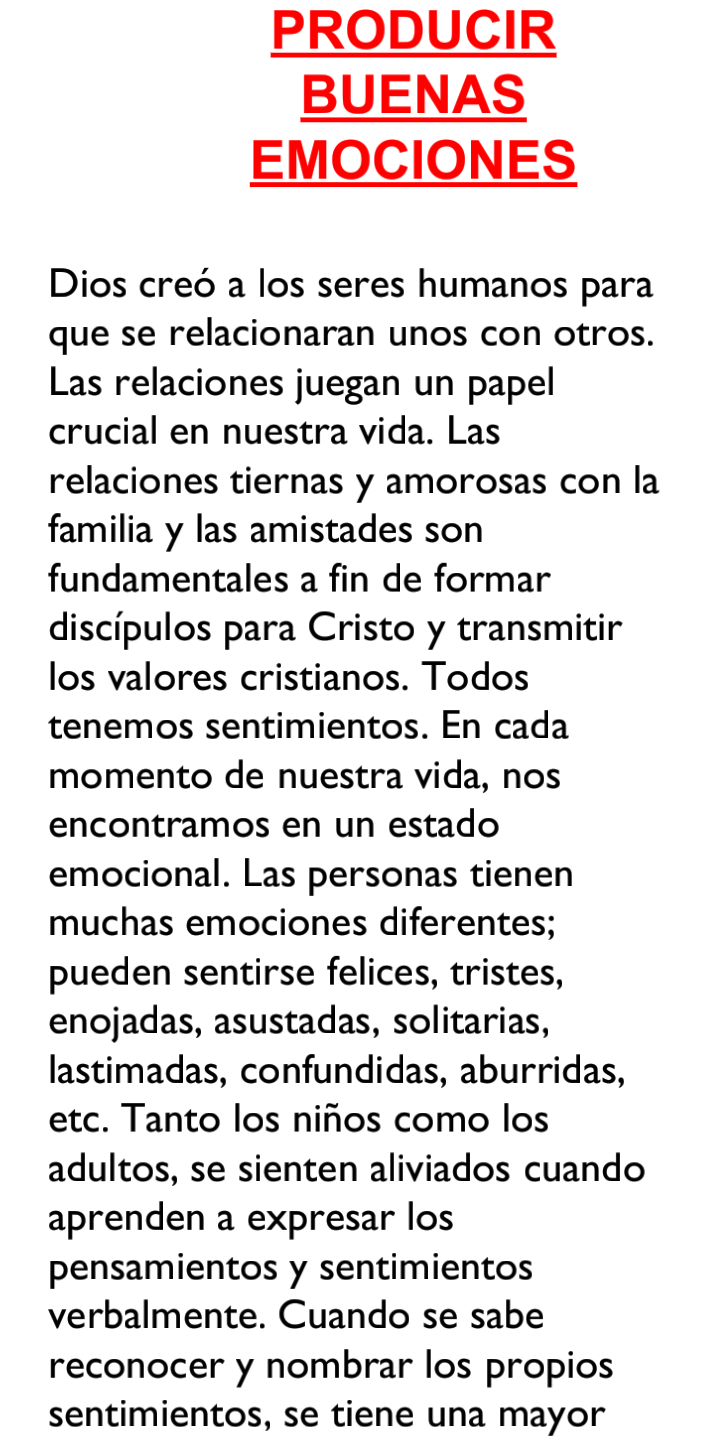 PRODUCIR
BUENAS
EMOCIONES
Dios creó a los seres humanos para
que se relacionaran unos con otros.
Las relaciones juegan un papel
crucial en nuestra vida. Las
relaciones tiernas y amorosas con la
familia y las amistades son
fundamentales a fin de formar
discípulos para Cristo y transmitir
los valores cristianos. Todos
tenemos sentimientos. En cada
momento de nuestra vida, nos
encontramos en un estado
emocional. Las personas tienen
muchas emociones diferentes;
pueden sentirse felices, tristes,
enojadas, asustadas, solitarias,
lastimadas, confundidas, aburridas,
etc. Tanto los niños como los
adultos, se sienten aliviados cuando
aprenden a expresar los
pensamientos y sentimientos
verbalmente. Cuando se sabe
reconocer y nombrar los propios
sentimientos, se tiene una mayor